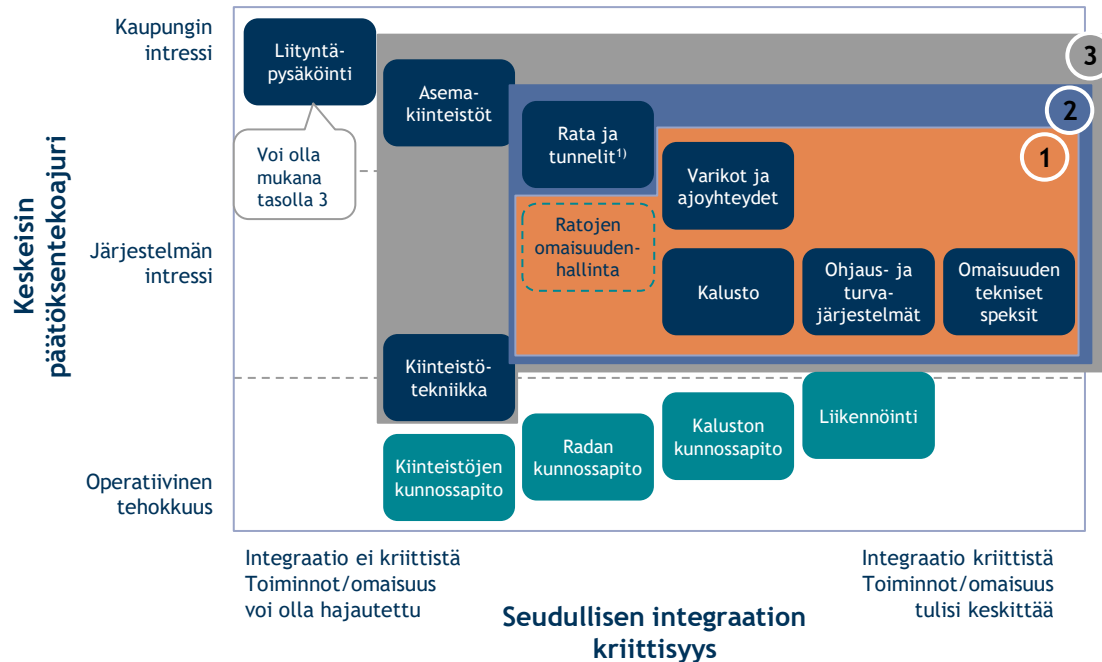 Kaupungin
intressi
Liityntä-
pysäköinti
Asema-
kiinteistöt
Rata ja
tunnelit1)
Varikot ja
ajoyhteydet
3
2
1
Voi olla
mukana
tasolla 3
Keskeisin
päätöksentekoajuri
Järjestelmän
intressi
Ratojen
omaisuuden-
hallinta
Kalusto
Ohjaus- ja
turva-
järjestelmät
Omaisuuden
tekniset
speksit
Kiinteistö-
tekniikka
Operatiivinen
tehokkuus
Kiinteistöjen
kunnossapito
Radan
kunnossapito
Kaluston
kunnossapito
Liikennöinti
Integraatio ei kriittistä
Toiminnot/omaisuus
voi olla hajautettu
Seudullisen integraation
kriittisyys
Integraatio kriittistä
Toiminnot/omaisuus
tulisi keskittää